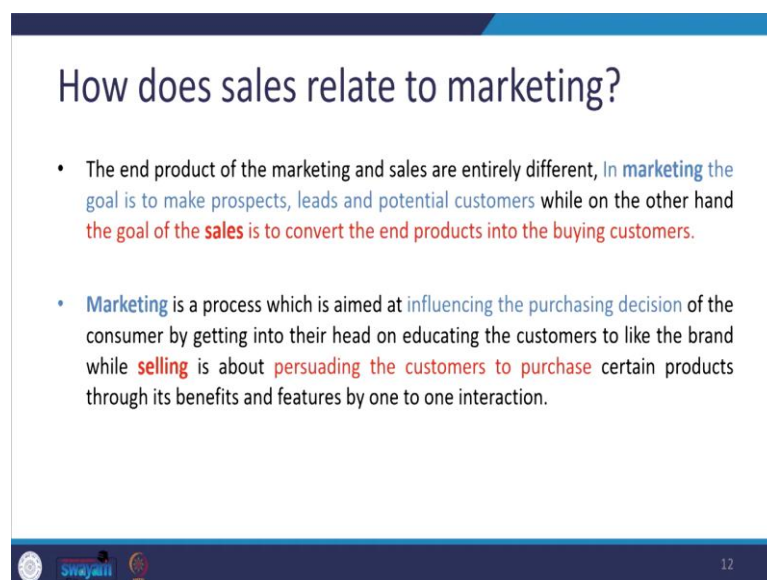 How does sales relate to marketing?
• The end product of the marketing and sales are entirely different, In marketing the
goal is to make prospects, leads and potential customers while on the other hand
the goal of the sales is to convert the end products into the buying customers.
• Marketing is a process which is aimed at influencing the purchasing decision of the
consumer by getting into their head on educating the customers to like the brand
while selling is about persuading the customers to purchase certain products
through its benefits and features by one to one interaction.
swayam
12